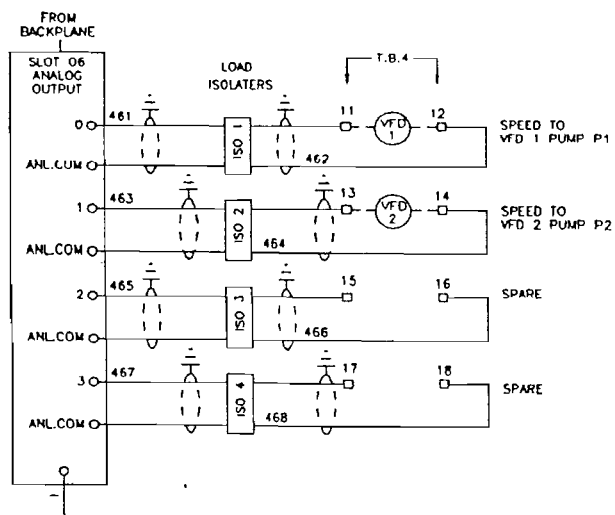 FROM
BACKPLANE
SLOT 06
ANALOG
OUTPUT
LOAD
ISOLATERS
T.B.4
0
461
ISO 1
11
VFD
1
12
SPEED TO
VFD 1 PUMP P1
ANL.COM
462
1
463
ISO 2
13
VFD
2
14
SPEED TO
VFD 2 PUMP P2
ANL.COM
464
2
465
ISO 3
15
16
SPARE
ANL.COM
466
3
467
ISO 4
17
18
SPARE
ANL.COM
468